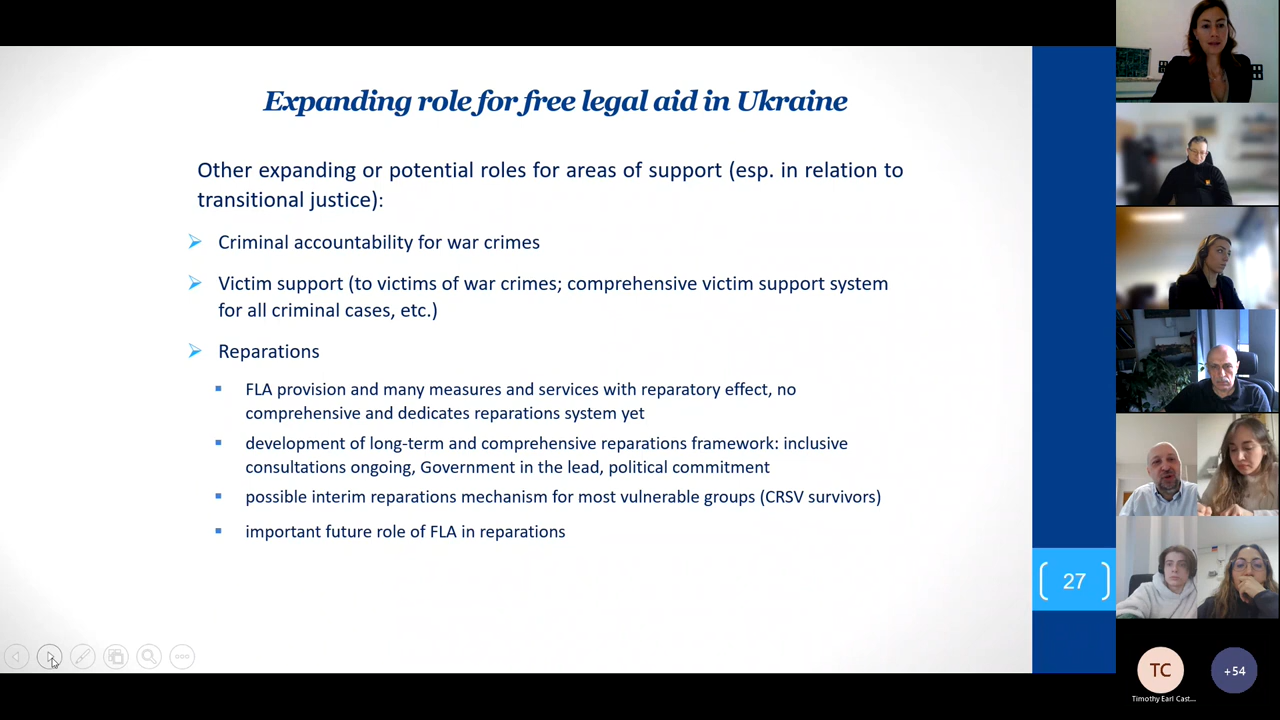 Expanding role for free legal aid in Ukraine
Other expanding or potential roles for areas of support (esp. in relation to
transitional justice):
Criminal accountability for war crimes
Victim support (to victims of war crimes; comprehensive victim support system
for all criminal cases, etc.)
Reparations
FLA provision and many measures and services with reparatory effect, no
comprehensive and dedicates reparations system yet
development of long-term and comprehensive reparations framework: inclusive
consultations ongoing, Government in the lead, political commitment
possible interim reparations mechanism for most vulnerable groups (CRSV survivors)
important future role of FLA in reparations
27
TC
+54
Timothy Earl Cast...